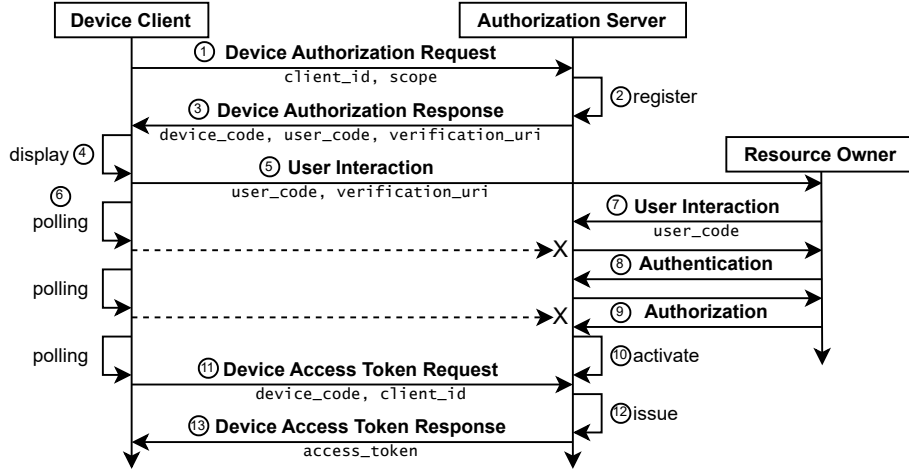 Device Client
Authorization Server
① Device Authorization Request
client_id, scope
② register
③ Device Authorization Response
device_code, user_code, verification_uri
display ④
Resource Owner
⑤ User Interaction
user_code, verification_uri
⑥
polling
⑦ User Interaction
user_code
X
⑧ Authentication
polling
⑨ Authorization
X
polling
⑩ activate
⑪ Device Access Token Request
device_code, client_id
⑫ issue
⑬ Device Access Token Response
access_token